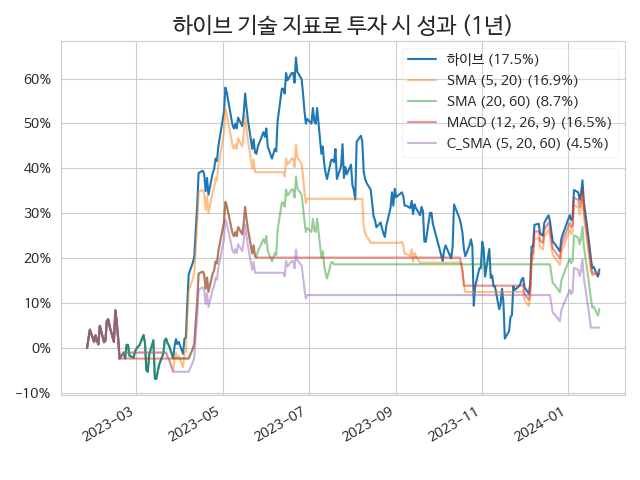 하이브 기술 지표로 투자 시 성과 (1년)
하이브 (17.5%)
SMA (5, 20) (16.9%)
SMA (20, 60) (8.7%)
MACD (12, 26, 9) (16.5%)
C_SMA (5, 20, 60) (4.5%)
60%
50%
40%
30%
20%
10%
0%
−10%
2023−03
2023−05
2023−07
2023−09
2023−11
2024−01